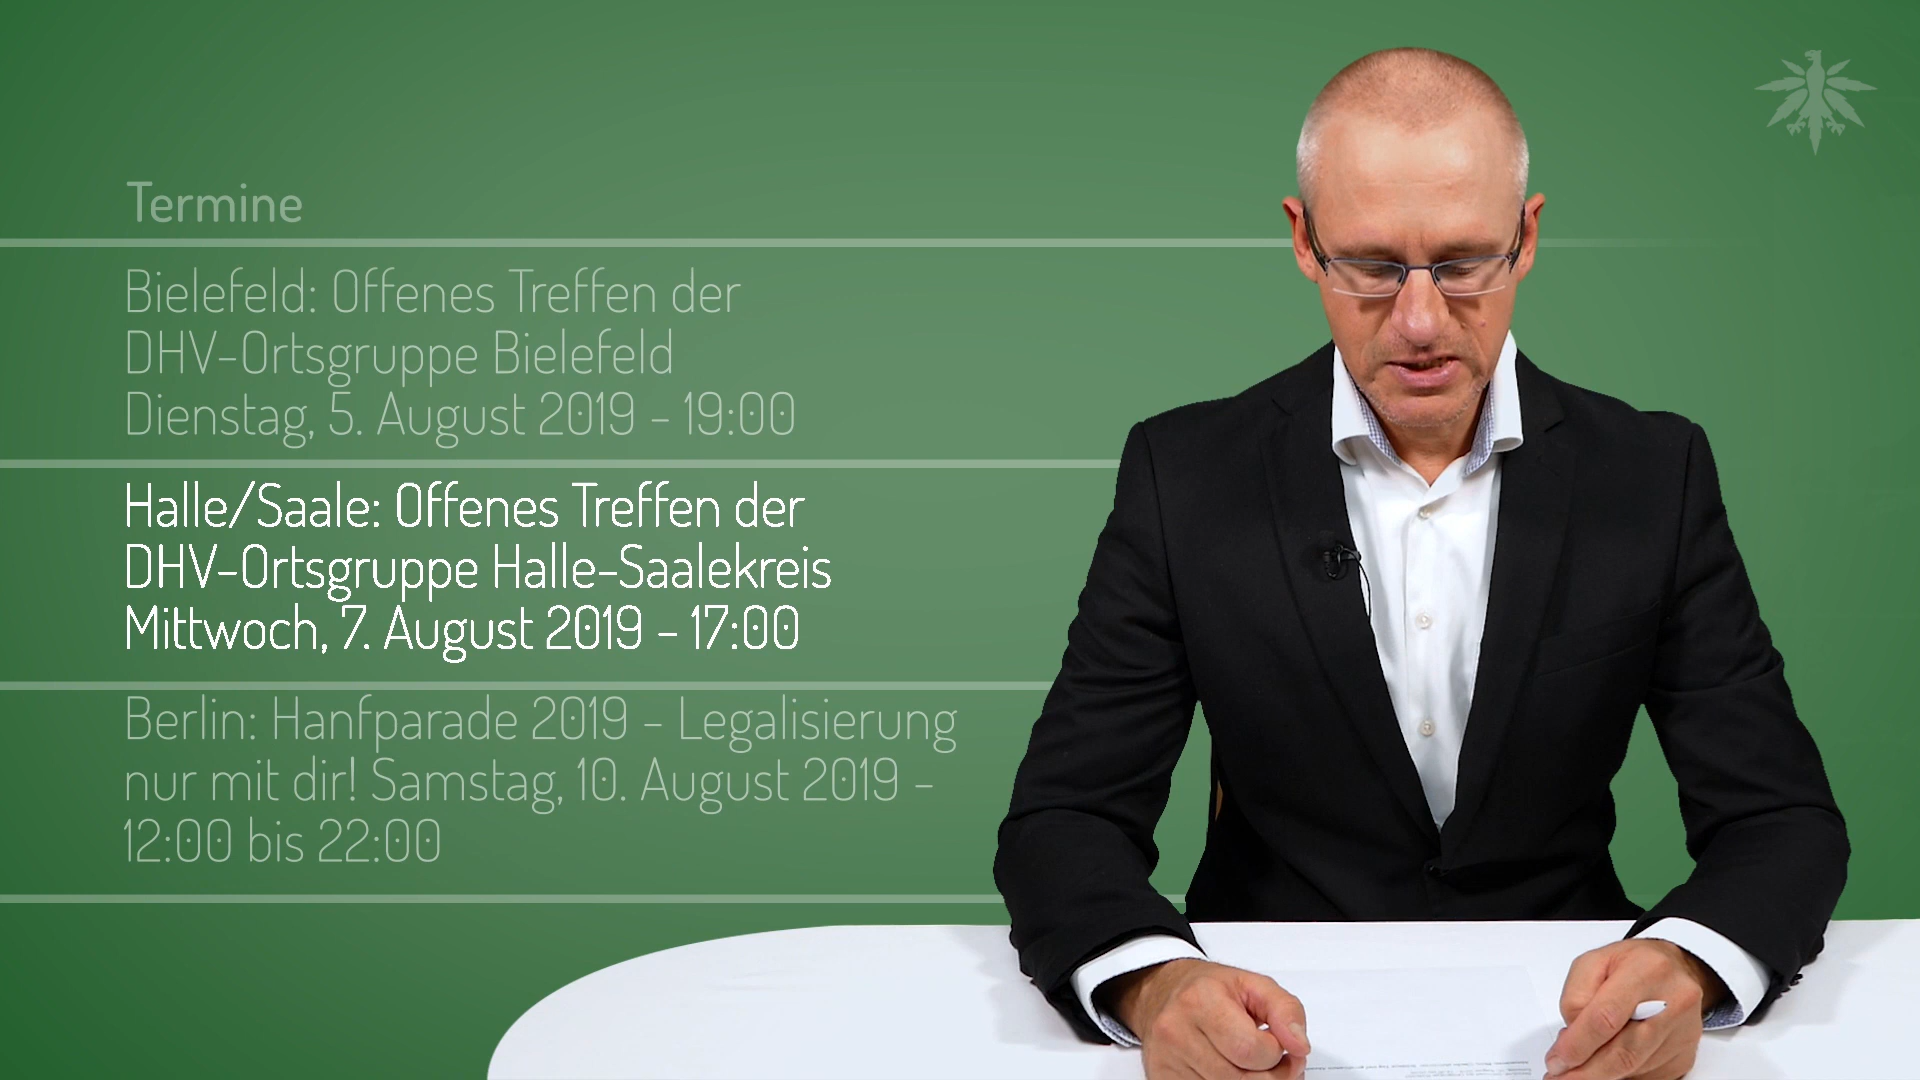 Termine
Bielefeld: Offenes Treffen der
DHV-Ortsgruppe Bielefeld
Dienstag, 5. August 2019 - 19:00
Halle/Saale: Offenes Treffen der
DHV-Ortsgruppe Halle-Saalekreis
Mittwoch, 7. August 2019 - 17:00
Berlin: Hanfparade 2019 - Legalisierung
nur mit dir! Samstag, 10. August 2019 -
12:00 bis 22:00